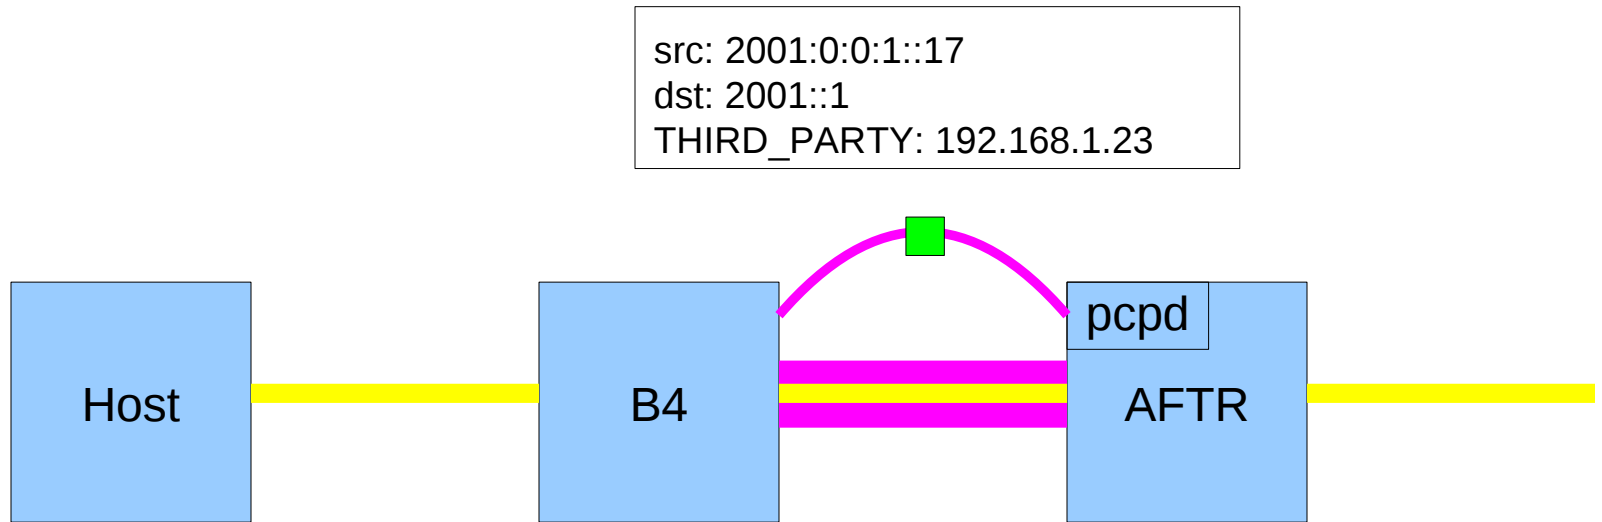 src: 2001:0:0:1::17
dst: 2001::1
THIRD_PARTY: 192.168.1.23
pcpd
Host
B4
AFTR